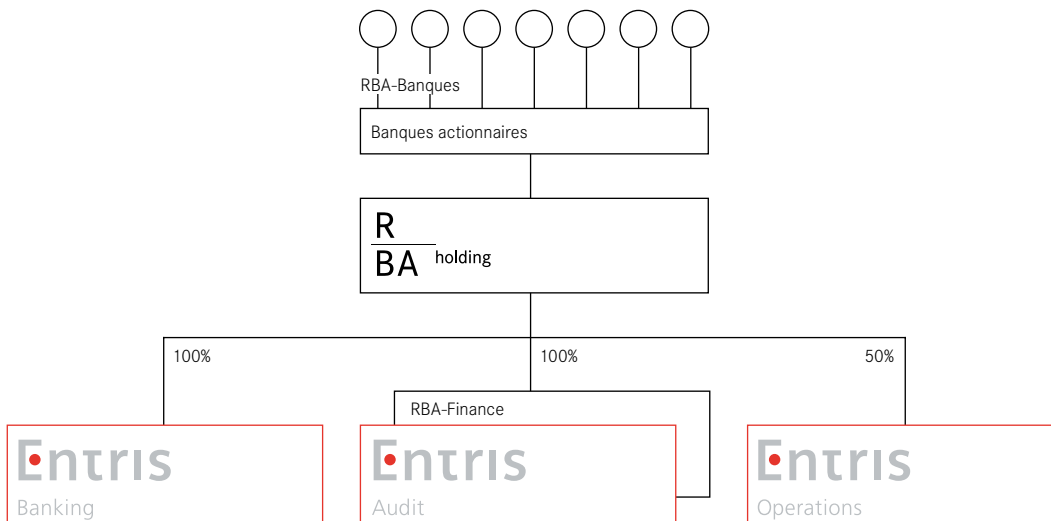 RBA-Banques
Banques actionnaires
R
BA holding
100%
100%
50%
RBA-Finance
Entris
Banking
Entris
Audit
Entris
Operations